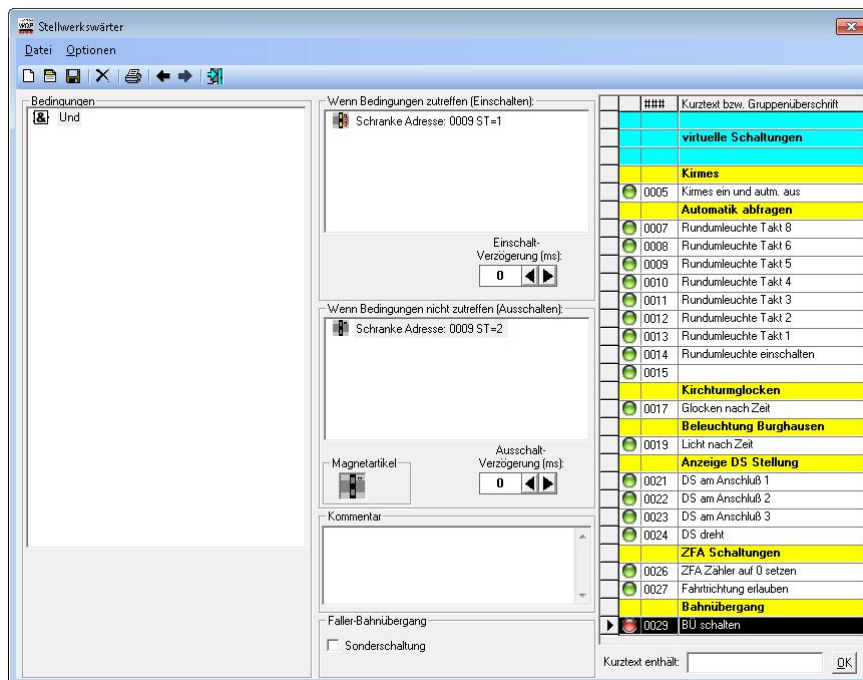 WDP Stellwerkswärter
Datei Optionen
Bedingungen
& Und
Wenn Bedingungen zutreffen (Einschalten):
Schranke Adresse: 0009 ST=1
Einschalt-
Verzögerung (ms):
0
Wenn Bedingungen nicht zutreffen (Ausschalten):
Schranke Adresse: 0009 ST=2
Magnetartikel
Ausschalt-
Verzögerung (ms):
0
Kommentar
Faller-Bahnübergang
Sonderschaltung
### Kurztext bzw. Gruppenüberschrift
virtuelle Schaltungen
Kirmes
0005 Kirmes ein und autm. aus
Automatik abfragen
0007 Rundumleuchte Takt 8
0008 Rundumleuchte Takt 6
0009 Rundumleuchte Takt 5
0010 Rundumleuchte Takt 4
0011 Rundumleuchte Takt 3
0012 Rundumleuchte Takt 2
0013 Rundumleuchte Takt 1
0014 Rundumleuchte einschalten
0015
Kirchturmglocken
0017 Glocken nach Zeit
Beleuchtung Burghausen
0019 Licht nach Zeit
Anzeige DS Stellung
0021 DS am Anschluß 1
0022 DS am Anschluß 2
0023 DS am Anschluß 3
0024 DS dreht
ZFA Schaltungen
0026 ZFA Zähler auf 0 setzen
0027 Fahrtrichtung erlauben
Bahnübergang
0029 BÜ schalten
Kurztext enthält: OK